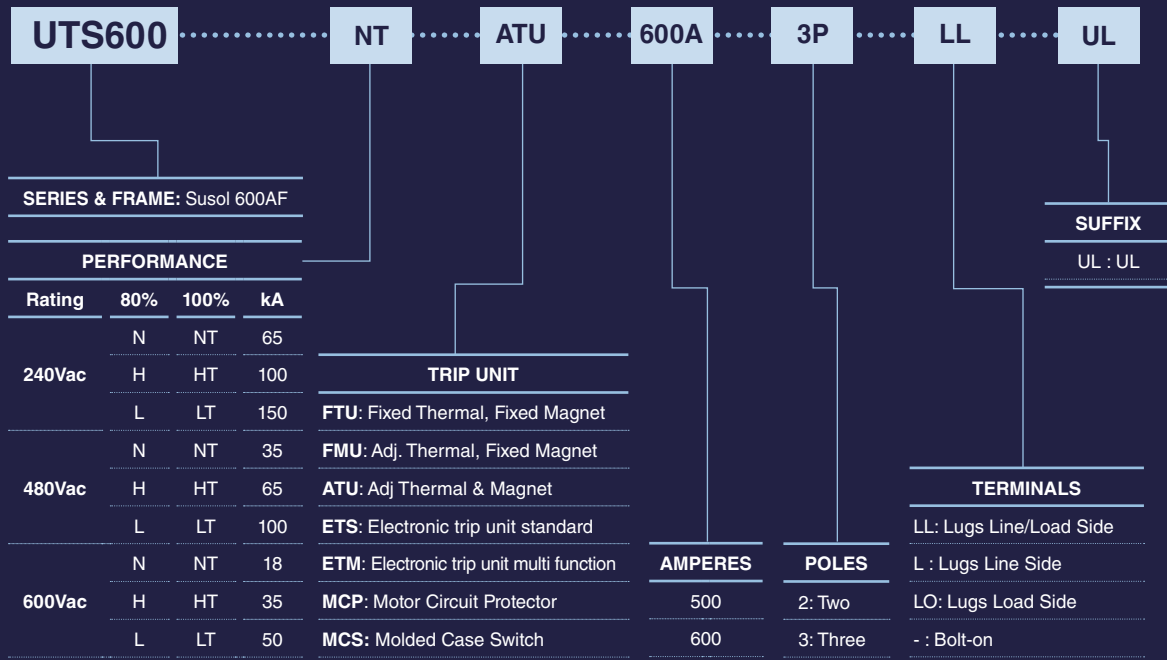 UTS600 NT ATU 600A 3P LL UL
SERIES & FRAME: Susol 600AF
PERFORMANCE
Rating 80% 100% kA
240Vac
N NT 65
H HT 100
L LT 150
480Vac
N NT 35
H HT 65
L LT 100
600Vac
N NT 18
H HT 35
L LT 50
TRIP UNIT
FTU: Fixed Thermal, Fixed Magnet
FMU: Adj. Thermal, Fixed Magnet
ATU: Adj Thermal & Magnet
ETS: Electronic trip unit standard
ETM: Electronic trip unit multi function
MCP: Motor Circuit Protector
MCS: Molded Case Switch
AMPERES
500
600
POLES
2: Two
3: Three
TERMINALS
LL: Lugs Line/Load Side
L : Lugs Line Side
LO: Lugs Load Side
- : Bolt-on
SUFFIX
UL : UL